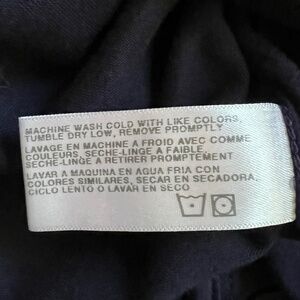 MACHINE WASH COLD WITH LIKE COLORS,
TUMBLE DRY LOW, REMOVE PROMPTLY
LAVAGE EN MACHINE A FROID AVEC COMME
COULEURS, SECHE-LINGE A FAIBLE,
SECHE-LINGE A RETIRER PROMPTEMENT
LAVAR A MAQUINA EN AGUA FRIA CON
COLORES SIMILARES, SECAR EN SECADORA,
CICLO LENTO O LAVAR EN SECO